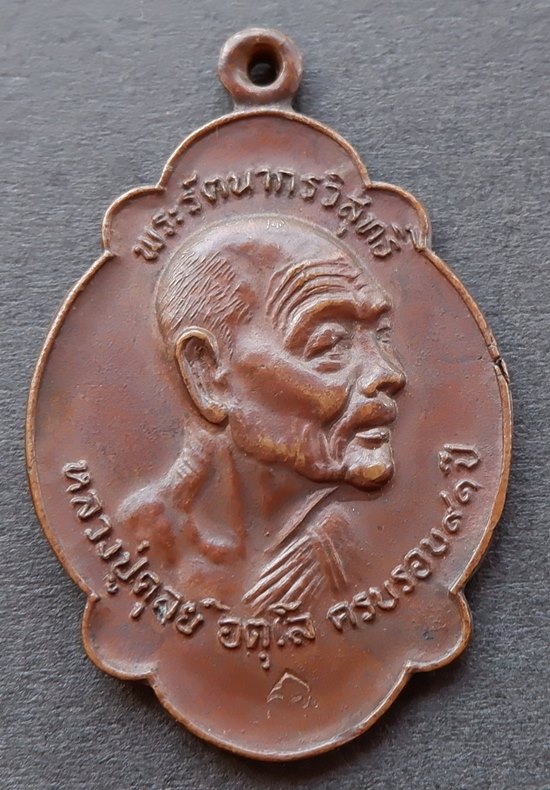 พระรัตนากรวิสุทธิ์
หลวงปู่ดุลย์ อตุโล ครบรอบ๙๑ปี